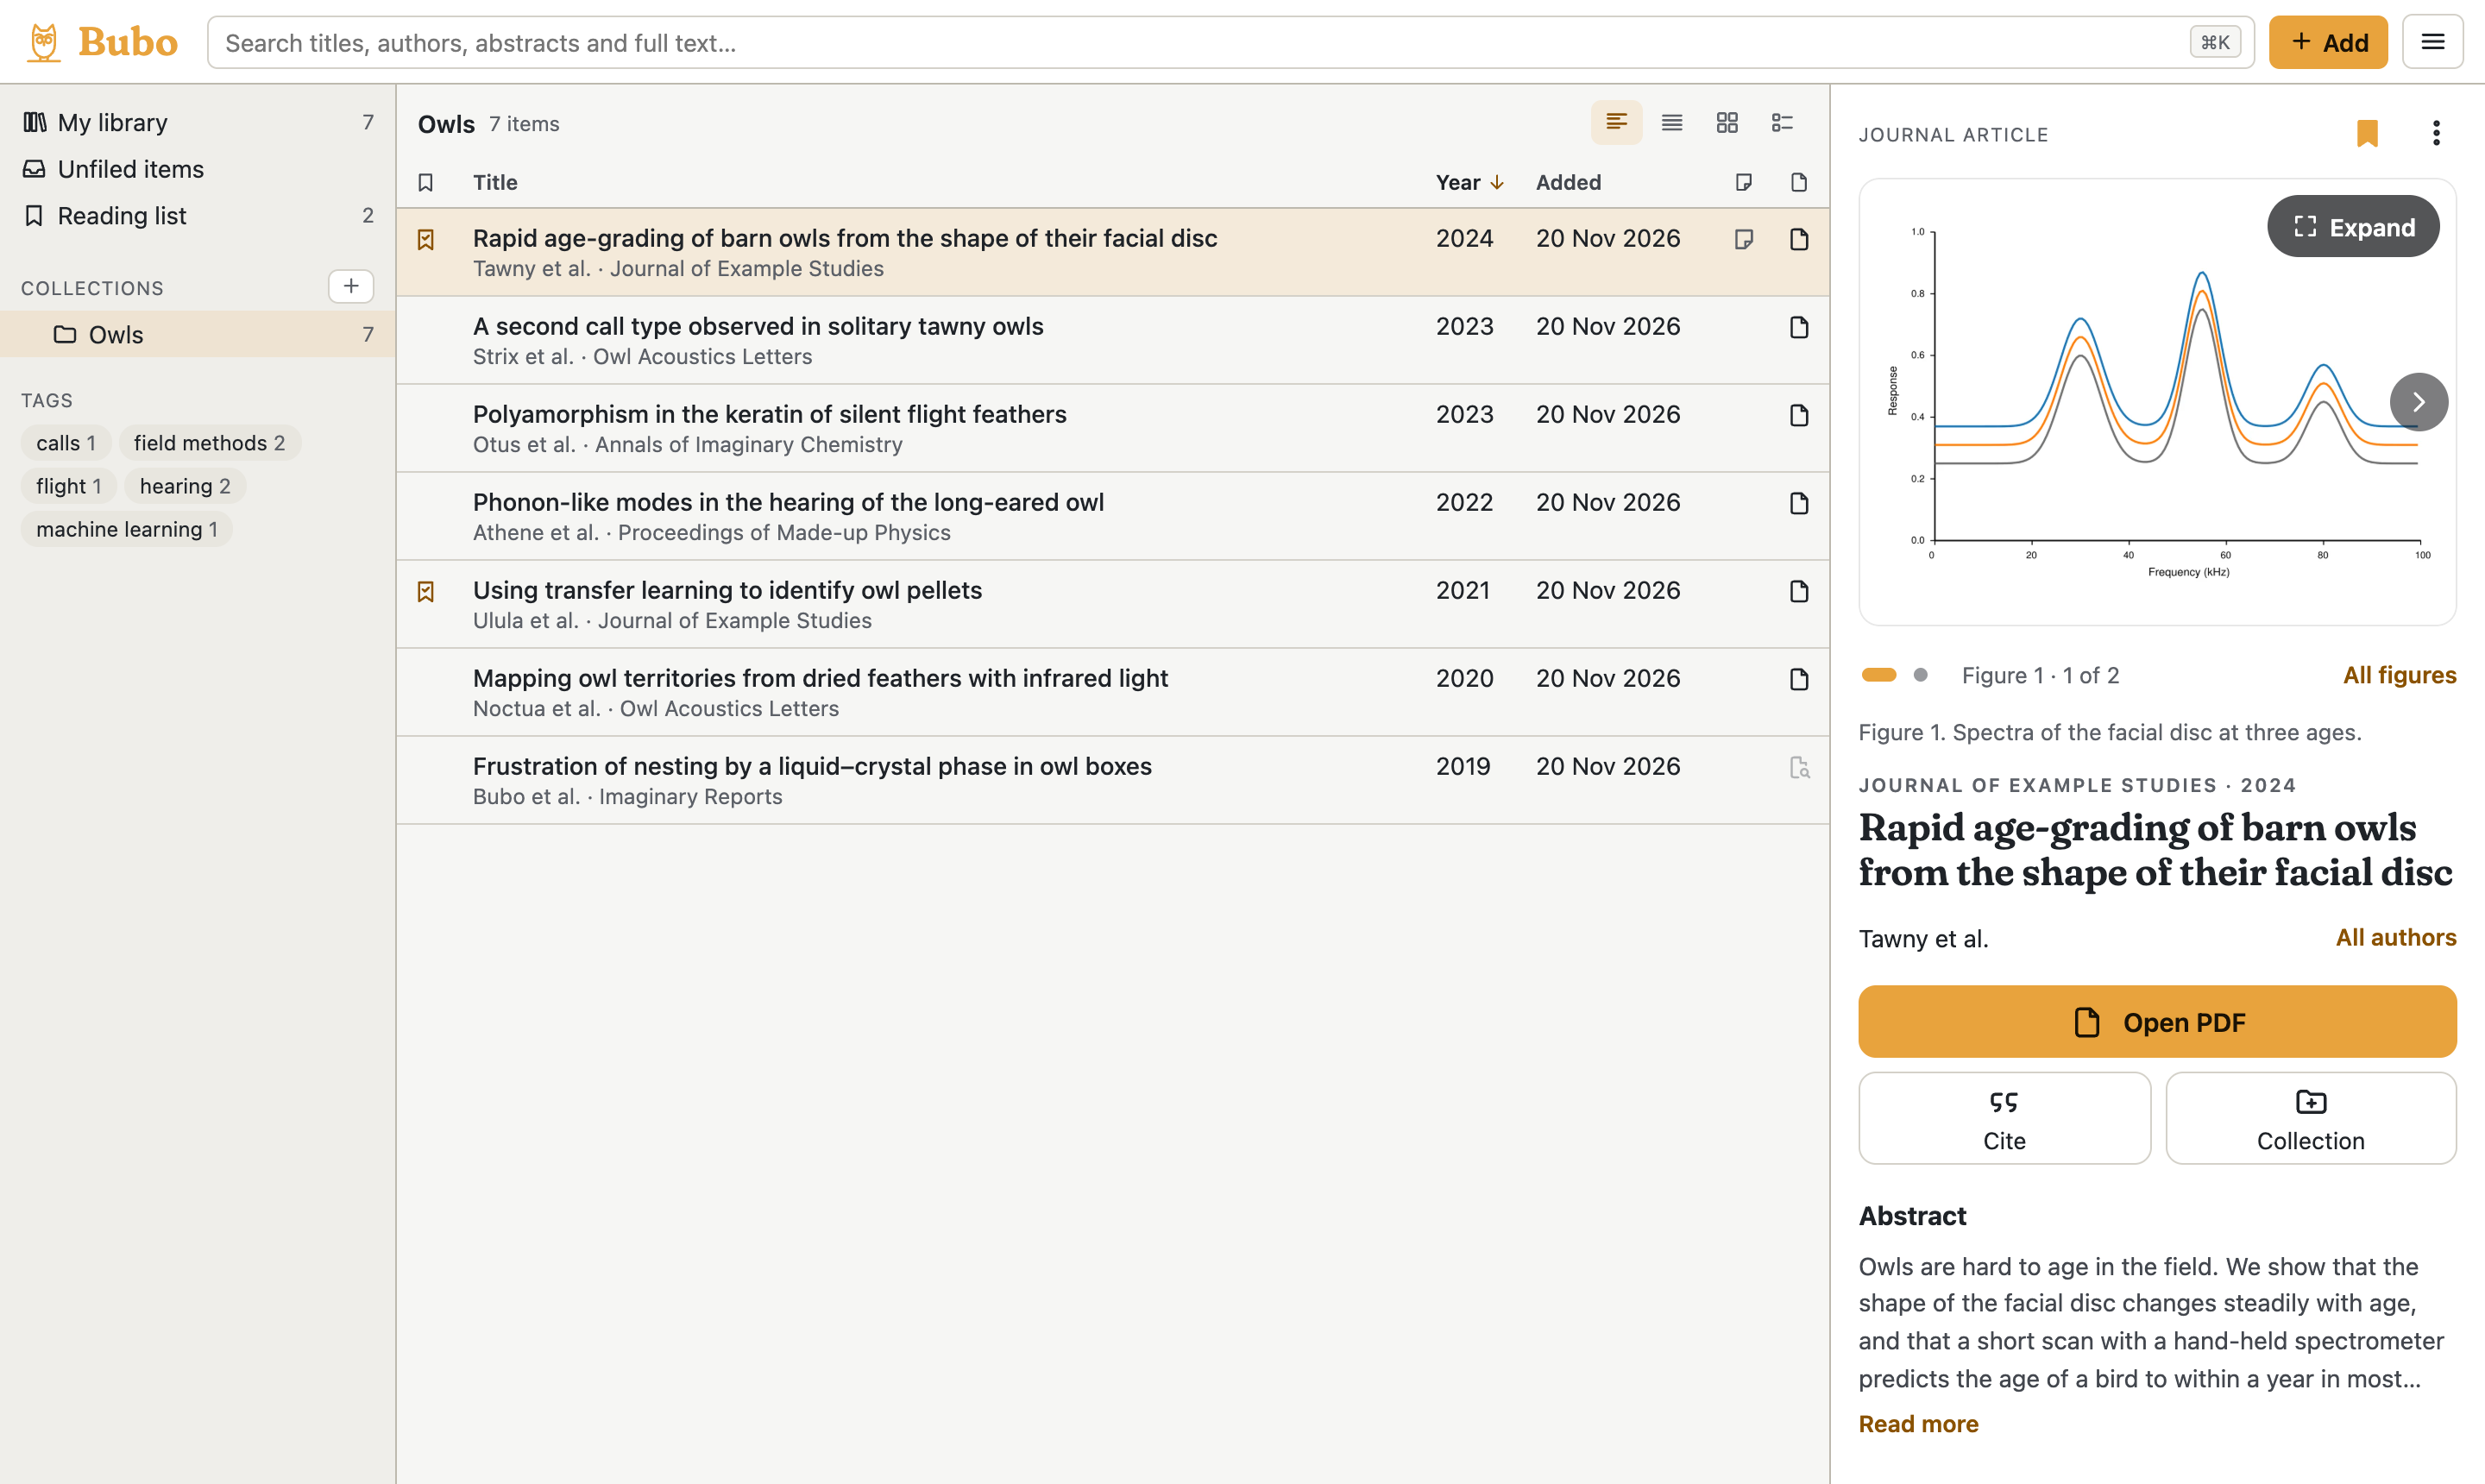 Bubo
Search titles, authors, abstracts and full text...
⌘K
+ Add
My library 7
Unfiled items
Reading list 2
COLLECTIONS
Owls 7
TAGS
calls 1
field methods 2
flight 1
hearing 2
machine learning 1
Owls 7 items
Title Year Added
Rapid age-grading of barn owls from the shape of their facial disc 2024 20 Nov 2026
Tawny et al. · Journal of Example Studies
A second call type observed in solitary tawny owls 2023 20 Nov 2026
Strix et al. · Owl Acoustics Letters
Polyamorphism in the keratin of silent flight feathers 2023 20 Nov 2026
Otus et al. · Annals of Imaginary Chemistry
Phonon-like modes in the hearing of the long-eared owl 2022 20 Nov 2026
Athene et al. · Proceedings of Made-up Physics
Using transfer learning to identify owl pellets 2021 20 Nov 2026
Ulula et al. · Journal of Example Studies
Mapping owl territories from dried feathers with infrared light 2020 20 Nov 2026
Noctua et al. · Owl Acoustics Letters
Frustration of nesting by a liquid–crystal phase in owl boxes 2019 20 Nov 2026
Bubo et al. · Imaginary Reports
JOURNAL ARTICLE
Expand
1.0
0.8
0.6
0.4
0.2
0.0
Response
0 20 40 60 80 100
Frequency (kHz)
Figure 1 · 1 of 2
All figures
Figure 1. Spectra of the facial disc at three ages.
JOURNAL OF EXAMPLE STUDIES · 2024
Rapid age-grading of barn owls
from the shape of their facial disc
Tawny et al.
All authors
Open PDF
Cite
Collection
Abstract
Owls are hard to age in the field. We show that the
shape of the facial disc changes steadily with age,
and that a short scan with a hand-held spectrometer
predicts the age of a bird to within a year in most...
Read more